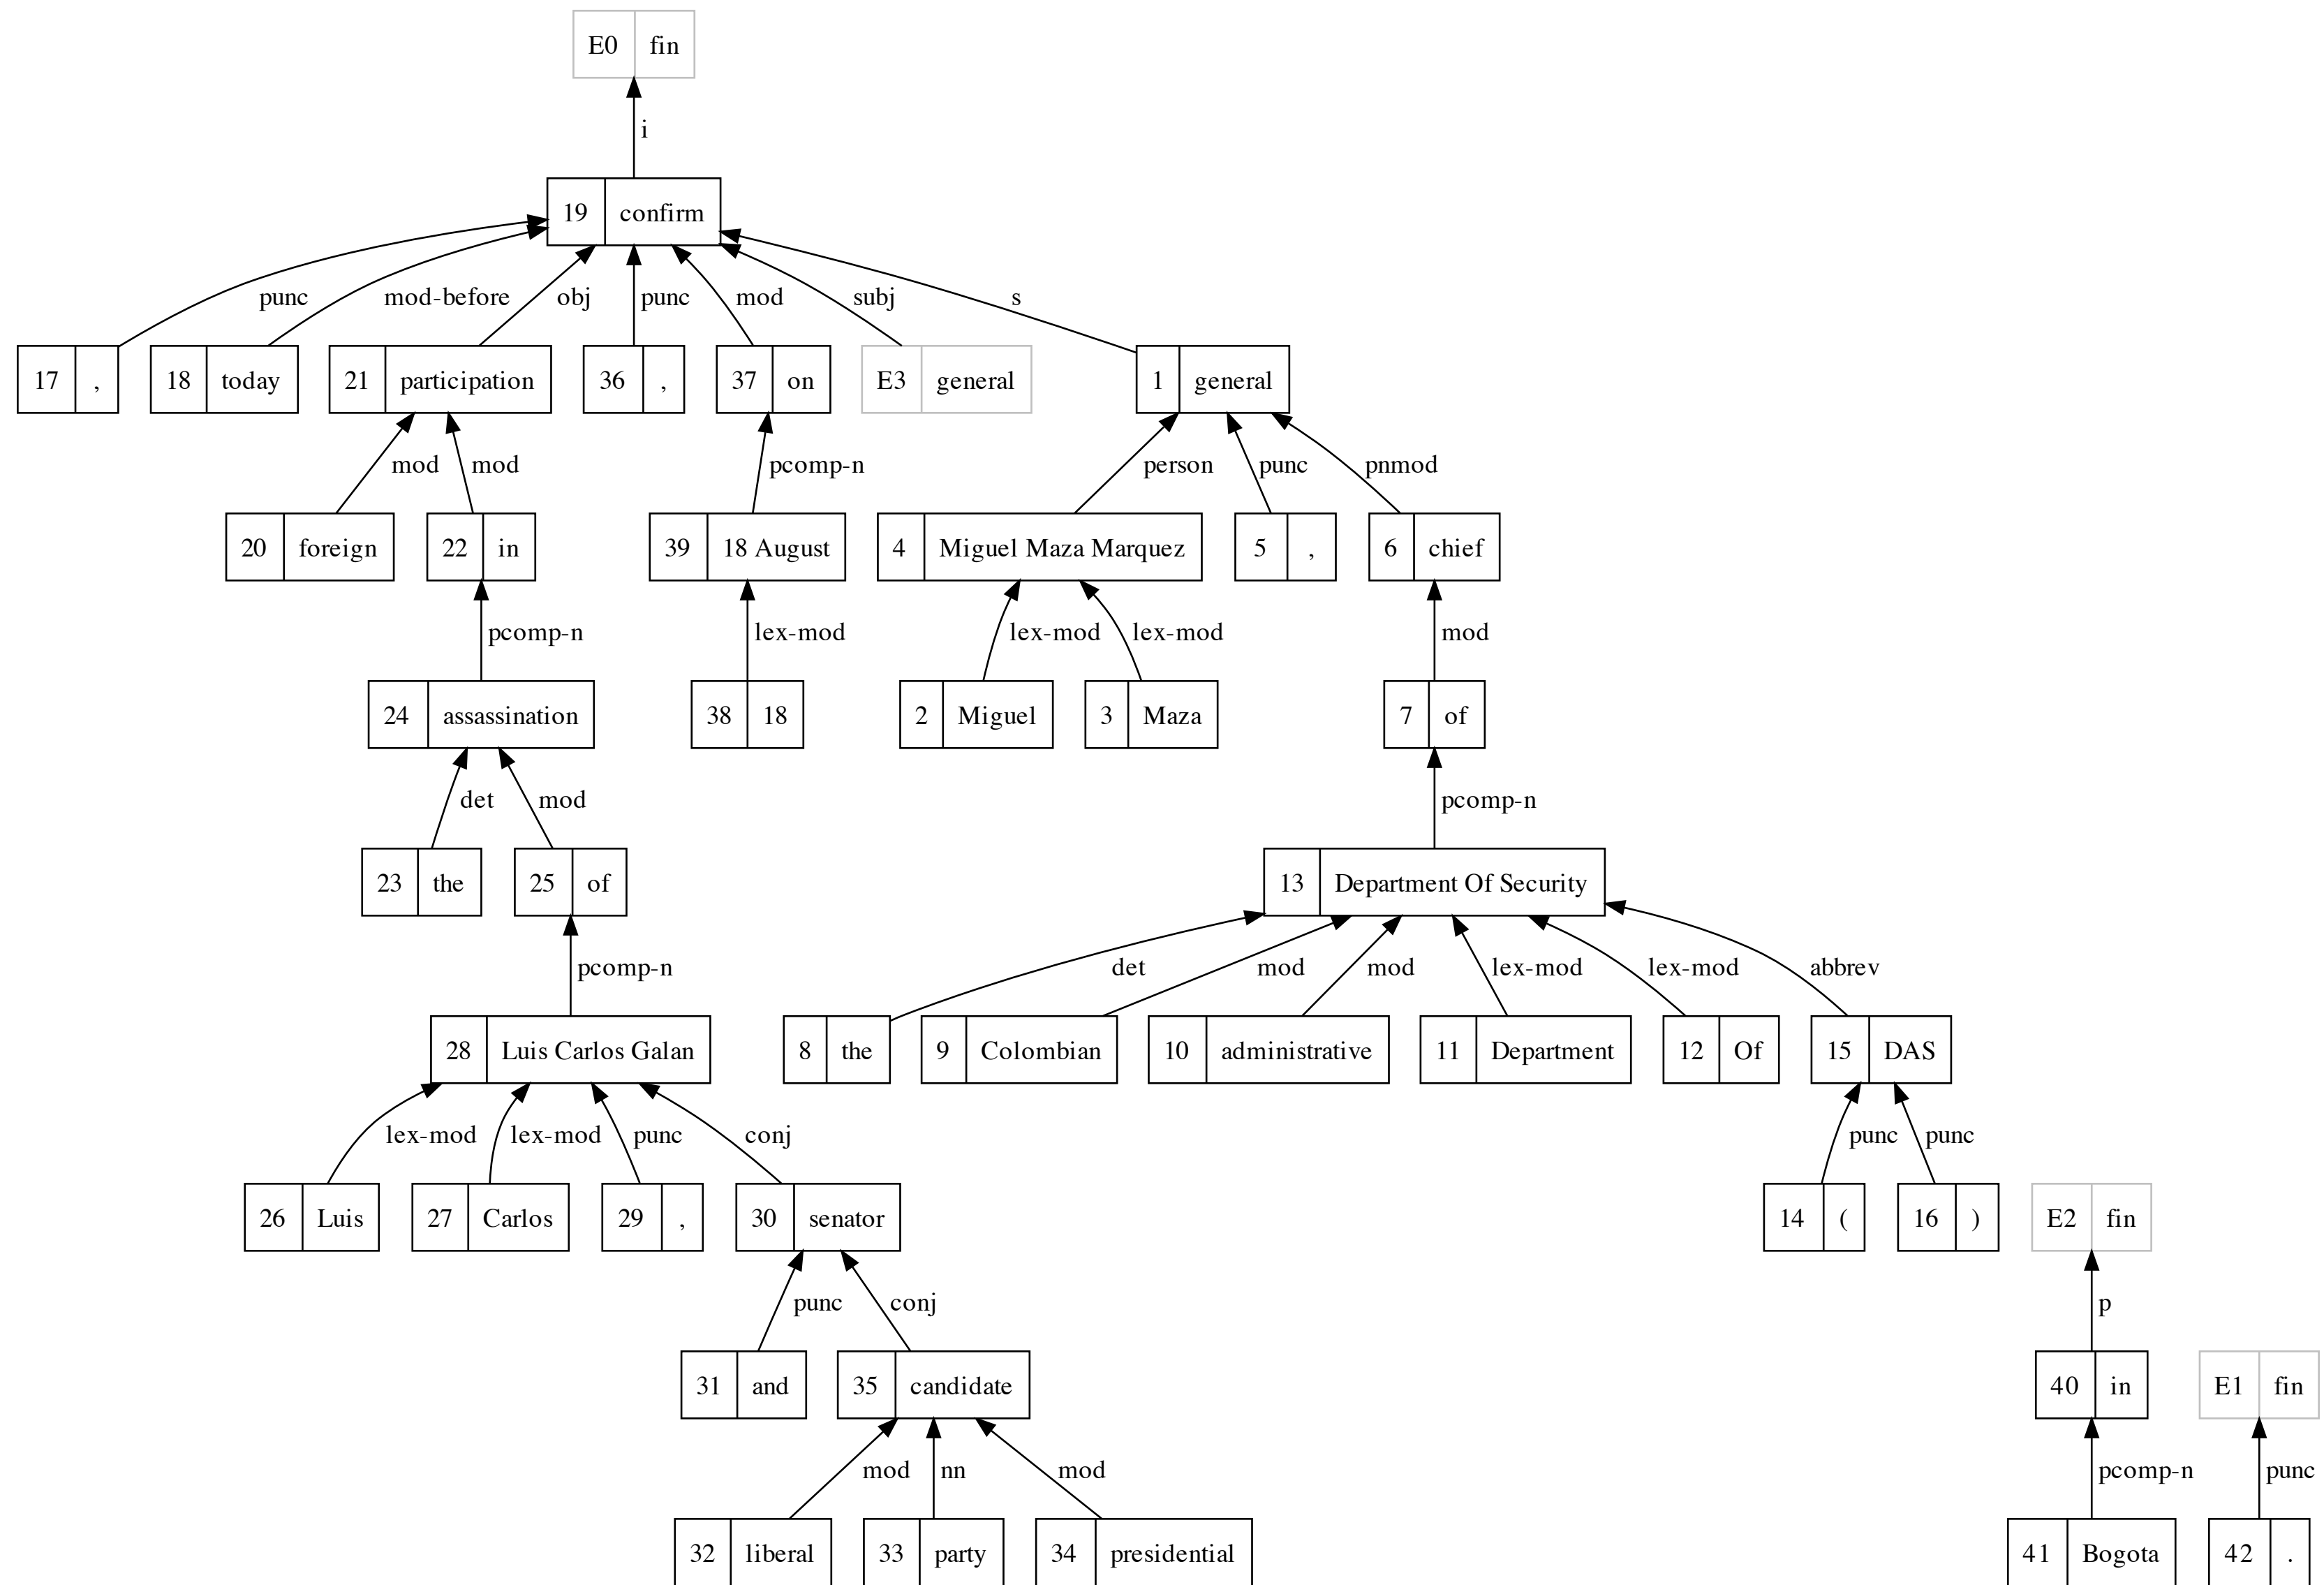 E0 fin
i
19 confirm
punc mod-before obj punc mod subj s
17 , 18 today 21 participation 36 , 37 on E3 general 1 general
mod mod pcomp-n person punc pnmod
20 foreign 22 in 39 18 August 4 Miguel Maza Marquez 5 , 6 chief
pcomp-n lex-mod lex-mod lex-mod mod
24 assassination 38 18 2 Miguel 3 Maza 7 of
det mod pcomp-n
23 the 25 of 13 Department Of Security
pcomp-n det mod mod lex-mod lex-mod abbrev
28 Luis Carlos Galan 8 the 9 Colombian 10 administrative 11 Department 12 Of 15 DAS
lex-mod lex-mod punc conj punc punc
26 Luis 27 Carlos 29 , 30 senator 14 ( 16 ) E2 fin
punc conj p
31 and 35 candidate 40 in E1 fin
mod nn mod pcomp-n punc
32 liberal 33 party 34 presidential 41 Bogota 42 .